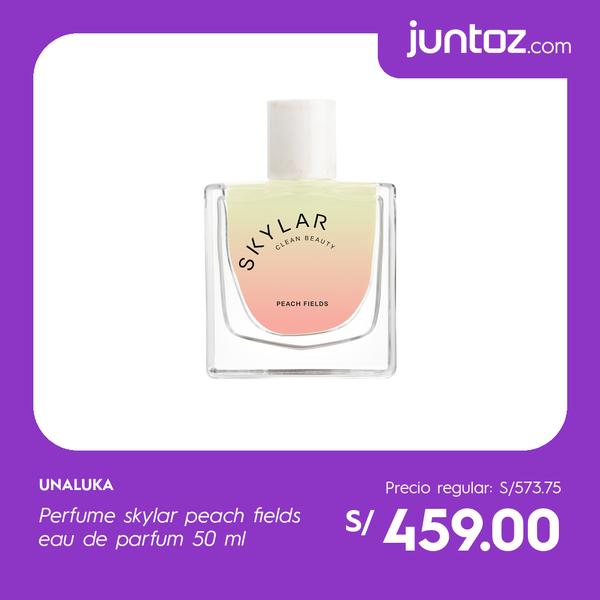 juntoz.com
SKYLAR
CLEAN BEAUTY
PEACH FIELDS
UNALUKA
Perfume skylar peach fields
eau de parfum 50 ml
Precio regular: S/573.75
S/ 459.00